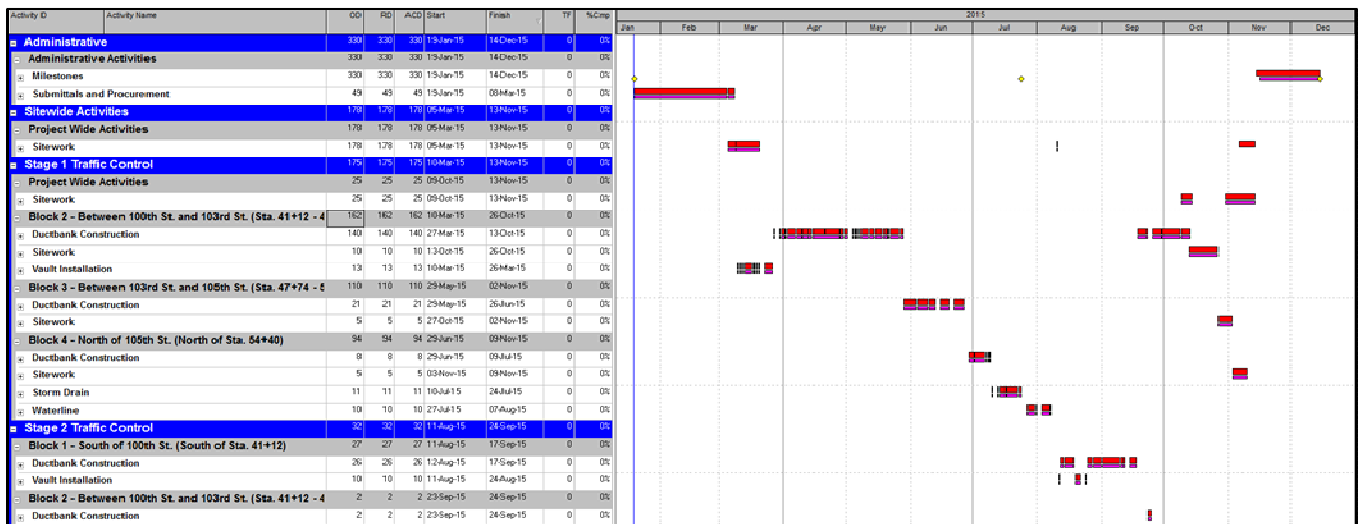 Activity ID Activity Name OD RD ACD Start Finish TF %Cmp 2015
Jan Feb Mar Apr May Jun Jul Aug Sep Oct Nov Dec
Administrative 330 330 330 19-Jan-15 14-Dec-15 0 0%
Administrative Activities 330 330 330 19-Jan-15 14-Dec-15 0 0%
Milestones 330 330 330 19-Jan-15 14-Dec-15 0 0%
Submittals and Procurement 49 49 49 19-Jan-15 08-Mar-15 0 0%
Sitewide Activities 178 178 178 05-Mar-15 13-Nov-15 0 0%
Project Wide Activities 178 178 178 05-Mar-15 13-Nov-15 0 0%
Sitework 178 178 178 05-Mar-15 13-Nov-15 0 0%
Stage 1 Traffic Control 175 175 175 10-Mar-15 13-Nov-15 0 0%
Project Wide Activities 25 25 25 09-Oct-15 13-Nov-15 0 0%
Sitework 25 25 25 09-Oct-15 13-Nov-15 0 0%
Block 2 - Between 100th St. and 103rd St. (Sta. 41+12 - 4 162 162 162 10-Mar-15 26-Oct-15 0 0%
Ductbank Construction 140 140 140 27-Mar-15 13-Oct-15 0 0%
Sitework 10 10 10 13-Oct-15 26-Oct-15 0 0%
Vault Installation 13 13 13 10-Mar-15 26-Mar-15 0 0%
Block 3 - Between 103rd St. and 105th St. (Sta. 47+74 - 5 110 110 110 29-May-15 02-Nov-15 0 0%
Ductbank Construction 21 21 21 29-May-15 26-Jun-15 0 0%
Sitework 5 5 5 27-Oct-15 02-Nov-15 0 0%
Block 4 - North of 105th St. (North of Sta. 54+40) 94 94 94 29-Jun-15 09-Nov-15 0 0%
Ductbank Construction 8 8 8 29-Jun-15 09-Jul-15 0 0%
Sitework 5 5 5 03-Nov-15 09-Nov-15 0 0%
Storm Drain 11 11 11 10-Jul-15 24-Jul-15 0 0%
Waterline 10 10 10 27-Jul-15 07-Aug-15 0 0%
Stage 2 Traffic Control 32 32 32 11-Aug-15 24-Sep-15 0 0%
Block 1 - South of 100th St. (South of Sta. 41+12) 27 27 27 11-Aug-15 17-Sep-15 0 0%
Ductbank Construction 26 26 26 12-Aug-15 17-Sep-15 0 0%
Vault Installation 10 10 10 11-Aug-15 24-Aug-15 0 0%
Block 2 - Between 100th St. and 103rd St. (Sta. 41+12 - 4 2 2 2 23-Sep-15 24-Sep-15 0 0%
Ductbank Construction 2 2 2 23-Sep-15 24-Sep-15 0 0%